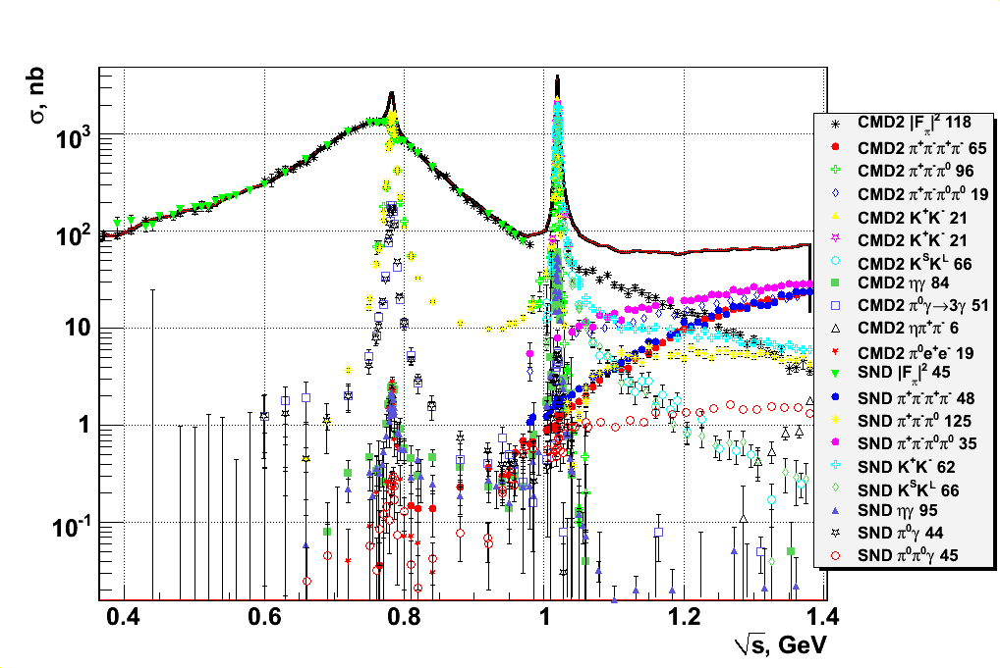 σ, nb
10³
10²
10
1
10⁻¹
0.4 0.6 0.8 1 1.2 1.4
√s, GeV
CMD2 |Fπ|² 118
CMD2 π⁺π⁻π⁺π⁻ 65
CMD2 π⁺π⁻π⁰ 96
CMD2 π⁺π⁻π⁰π⁰ 19
CMD2 K⁺K⁻ 21
CMD2 K⁺K⁻ 21
CMD2 KˢKᴸ 66
CMD2 ηγ 84
CMD2 π⁰γ→3γ 51
CMD2 ηπ⁺π⁻ 6
CMD2 π⁰e⁺e⁻ 19
SND |Fπ|² 45
SND π⁺π⁻π⁺π⁻ 48
SND π⁺π⁻π⁰ 125
SND π⁺π⁻π⁰π⁰ 35
SND K⁺K⁻ 62
SND KˢKᴸ 66
SND ηγ 95
SND π⁰γ 44
SND π⁰π⁰γ 45